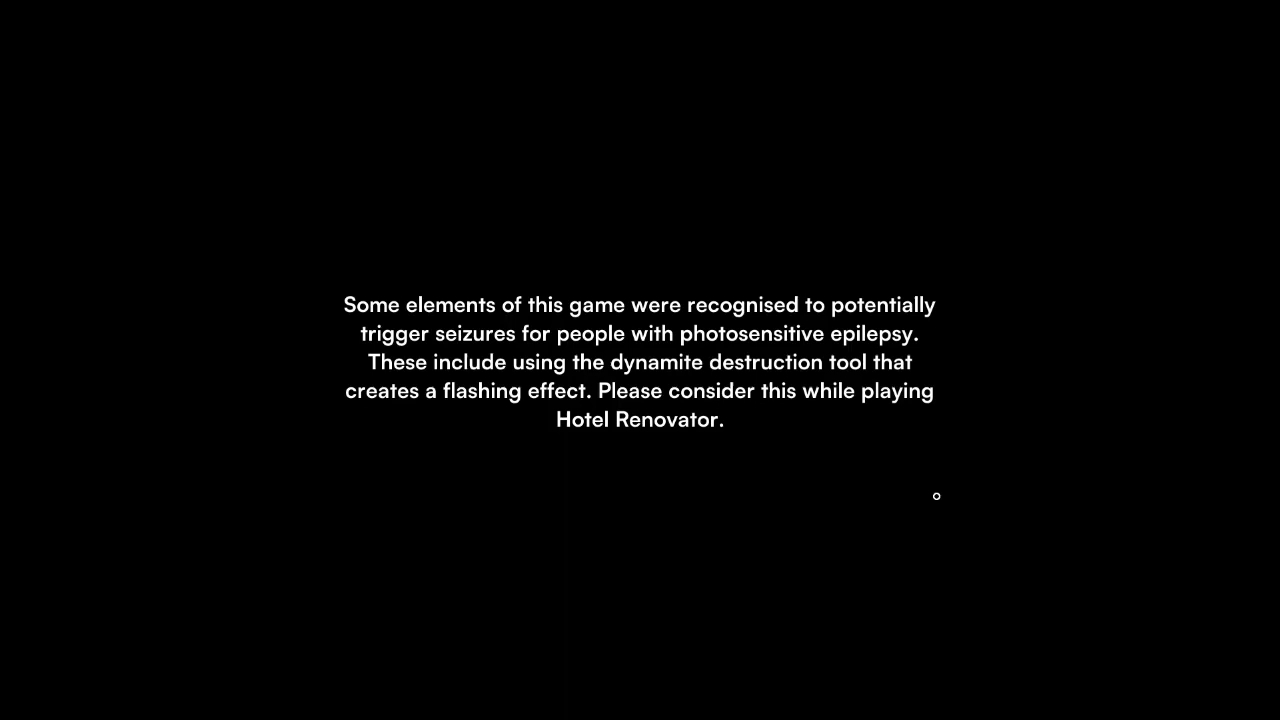 Some elements of this game were recognised to potentially
trigger seizures for people with photosensitive epilepsy.
These include using the dynamite destruction tool that
creates a flashing effect. Please consider this while playing
Hotel Renovator.